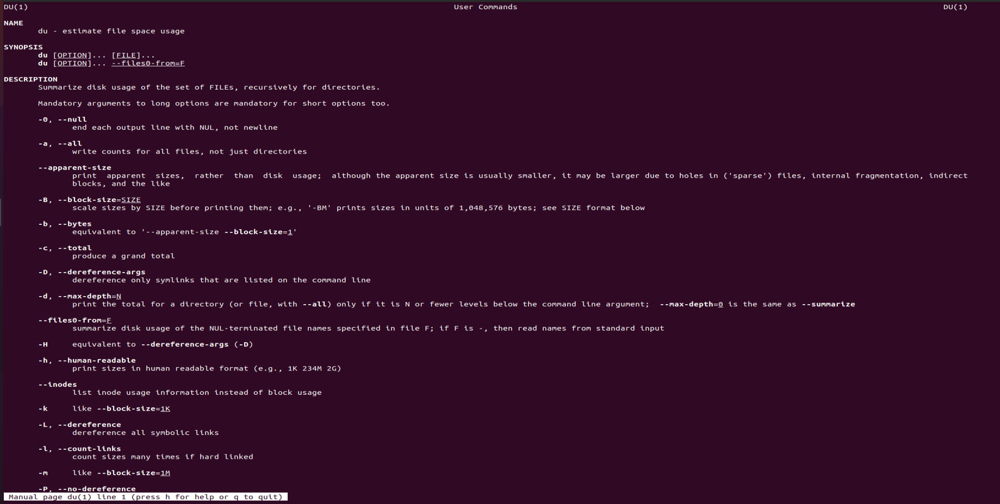 DU(1) User Commands DU(1)
NAME
du - estimate file space usage
SYNOPSIS
du [OPTION]... [FILE]...
du [OPTION]... --files0-from=F
DESCRIPTION
Summarize disk usage of the set of FILEs, recursively for directories.
Mandatory arguments to long options are mandatory for short options too.
-0, --null
end each output line with NUL, not newline
-a, --all
write counts for all files, not just directories
--apparent-size
print apparent sizes, rather than disk usage; although the apparent size is usually smaller, it may be larger due to holes in ('sparse') files, internal fragmentation, indirect
blocks, and the like
-B, --block-size=SIZE
scale sizes by SIZE before printing them; e.g., '-BM' prints sizes in units of 1,048,576 bytes; see SIZE format below
-b, --bytes
equivalent to '--apparent-size --block-size=1'
-c, --total
produce a grand total
-D, --dereference-args
dereference only symlinks that are listed on the command line
-d, --max-depth=N
print the total for a directory (or file, with --all) only if it is N or fewer levels below the command line argument; --max-depth=0 is the same as --summarize
--files0-from=F
summarize disk usage of the NUL-terminated file names specified in file F; if F is -, then read names from standard input
-H equivalent to --dereference-args (-D)
-h, --human-readable
print sizes in human readable format (e.g., 1K 234M 2G)
--inodes
list inode usage information instead of block usage
-k like --block-size=1K
-L, --dereference
dereference all symbolic links
-l, --count-links
count sizes many times if hard linked
-m like --block-size=1M
-P, --no-dereference
Manual page du(1) line 1 (press h for help or q to quit)